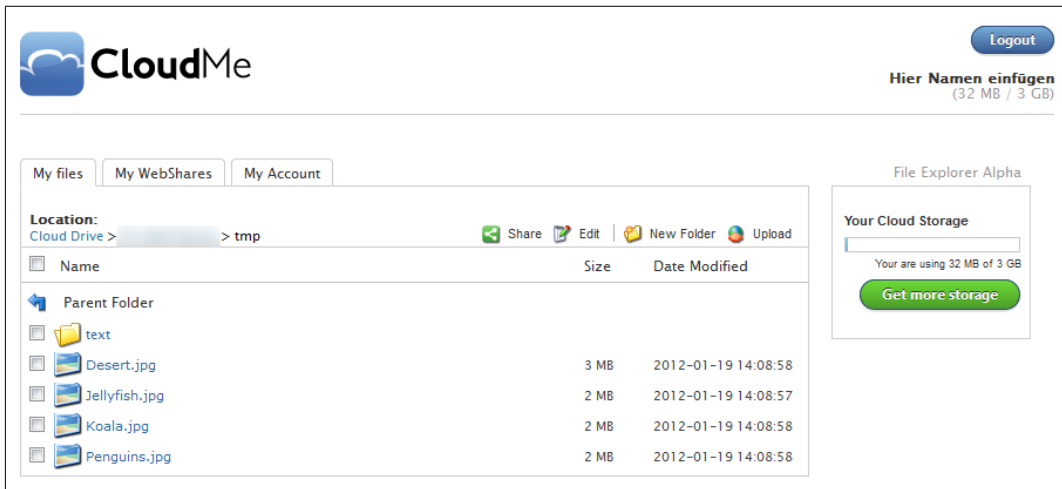 CloudMe
Logout
Hier Namen einfügen
(32 MB / 3 GB)
My files My WebShares My Account
File Explorer Alpha
Location:
Cloud Drive > > tmp
Share Edit New Folder Upload
Name Size Date Modified
Parent Folder
text
Desert.jpg 3 MB 2012-01-19 14:08:58
Jellyfish.jpg 2 MB 2012-01-19 14:08:57
Koala.jpg 2 MB 2012-01-19 14:08:58
Penguins.jpg 2 MB 2012-01-19 14:08:58
Your Cloud Storage
Your are using 32 MB of 3 GB
Get more storage